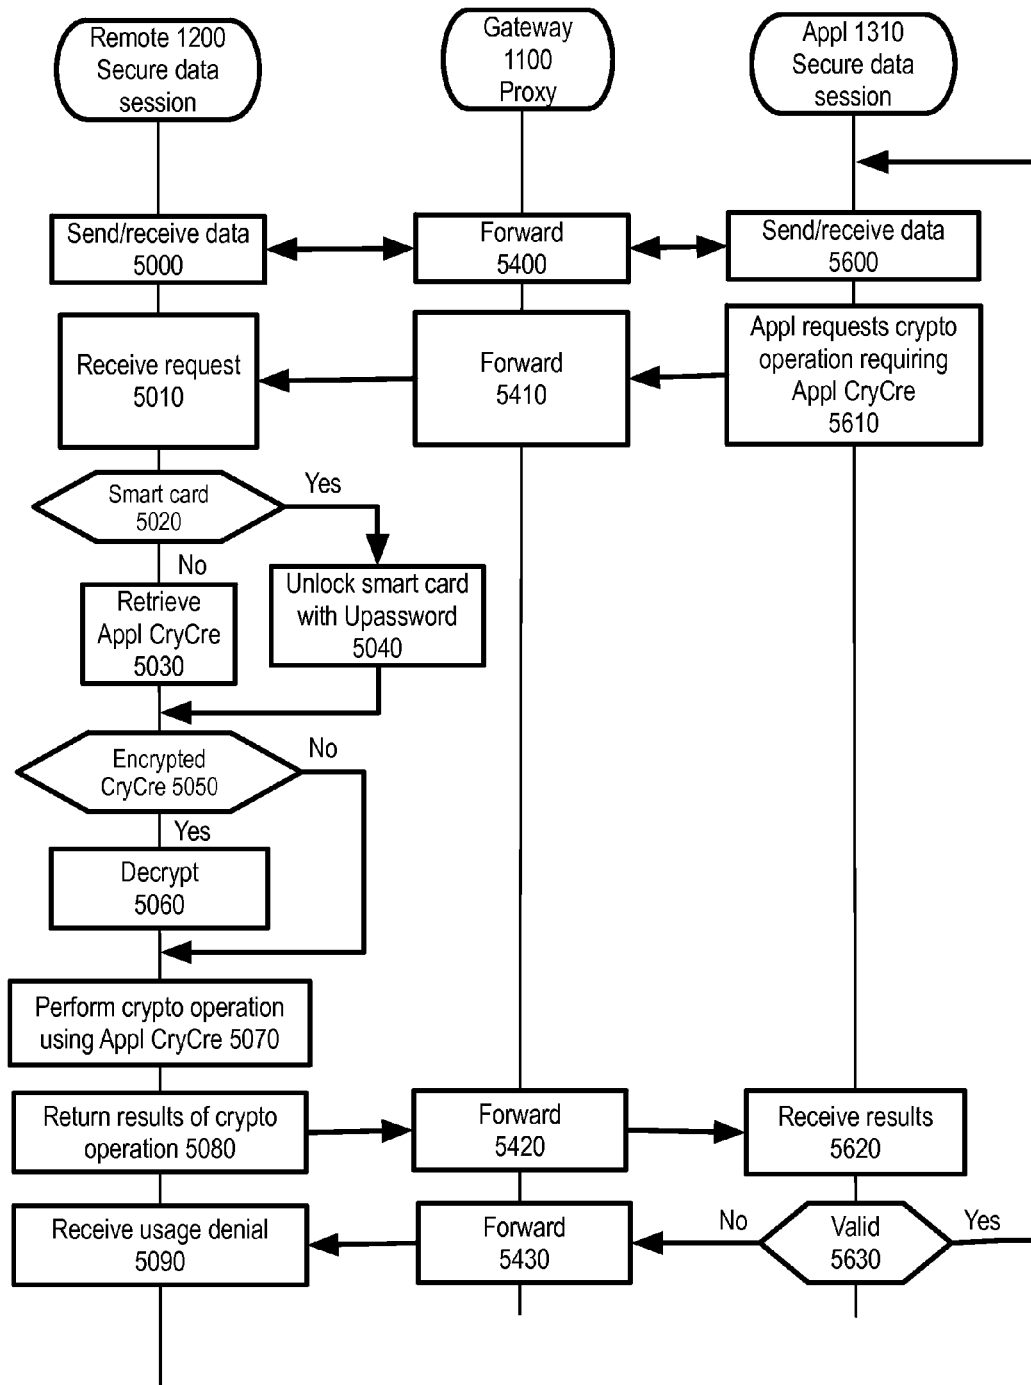 Remote 1200
Secure data
session
Gateway
1100
Proxy
Appl 1310
Secure data
session
Send/receive data
5000
Forward
5400
Send/receive data
5600
Receive request
5010
Forward
5410
Appl requests crypto
operation requiring
Appl CryCre
5610
Smart card
5020
Yes
No
Retrieve
Appl CryCre
5030
Unlock smart card
with Upassword
5040
Encrypted
CryCre 5050
No
Yes
Decrypt
5060
Perform crypto operation
using Appl CryCre 5070
Return results of crypto
operation 5080
Forward
5420
Receive results
5620
Receive usage denial
5090
Forward
5430
No
Valid
5630
Yes